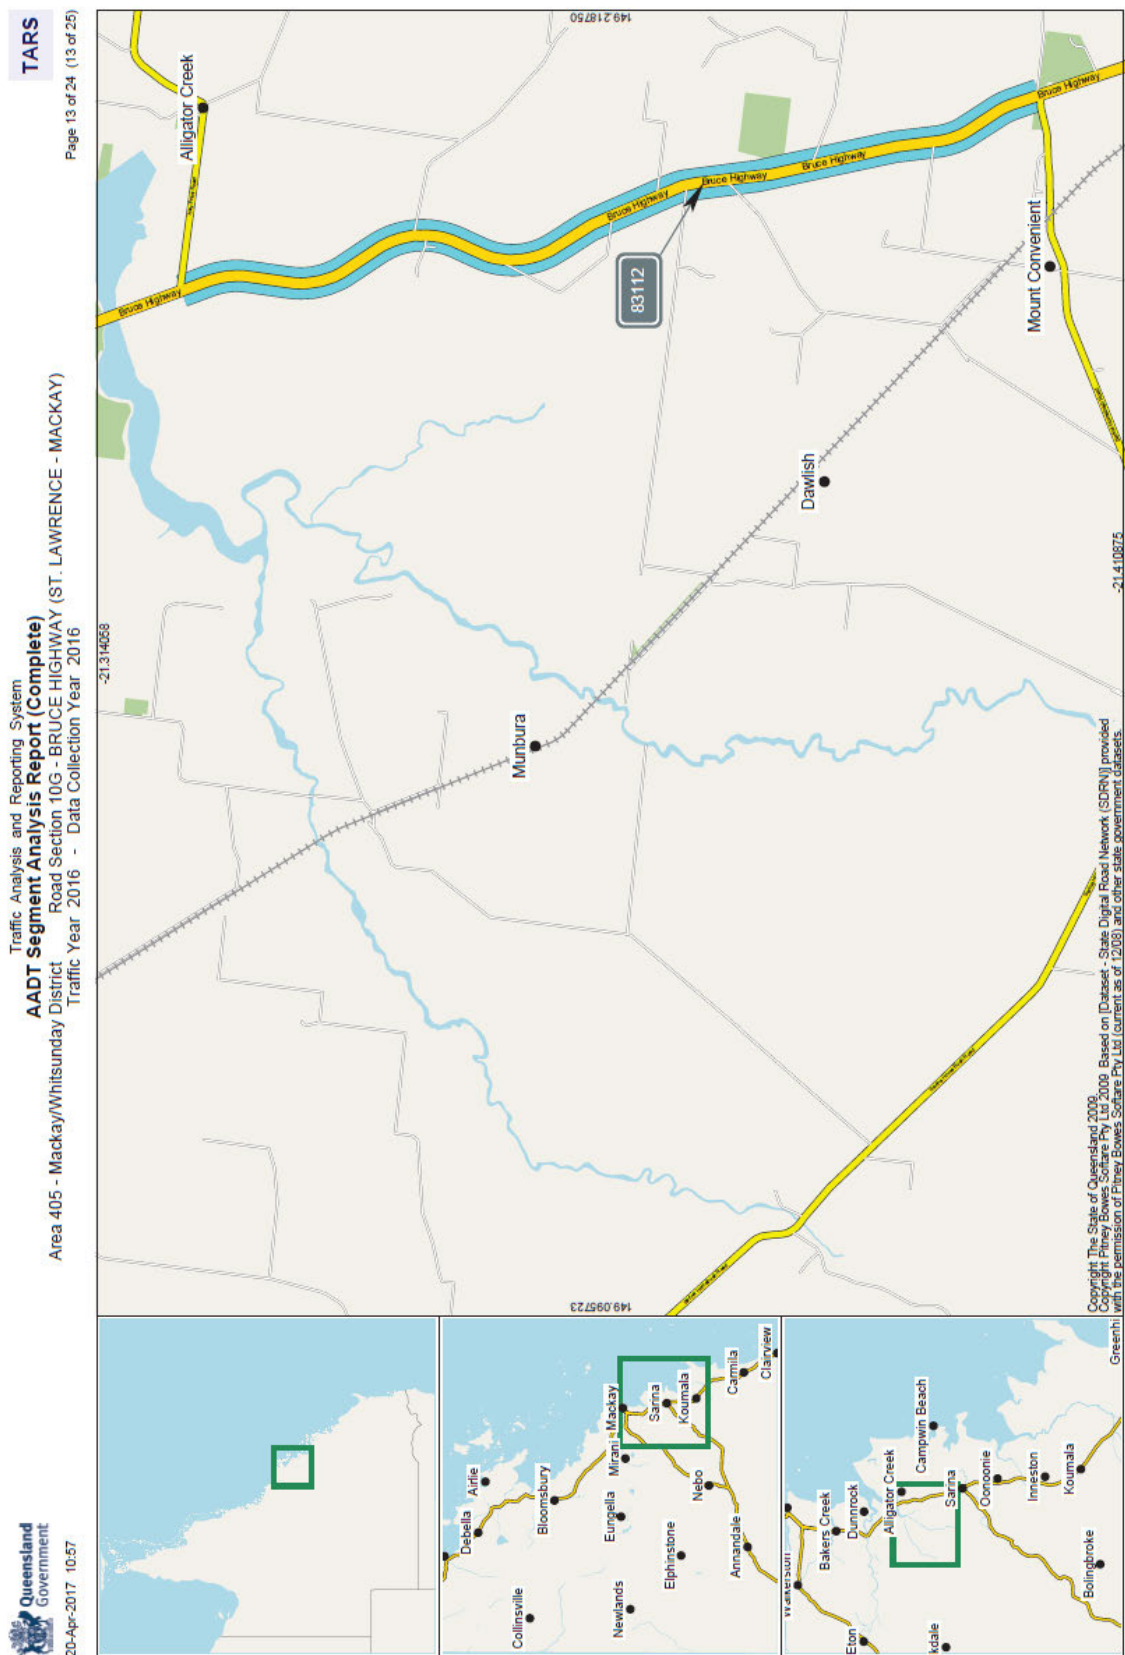 Queensland
Government
20-Apr-2017 10:57
Traffic Analysis and Reporting System
AADT Segment Analysis Report (Complete)
Area 405 - Mackay/Whitsunday District Road Section 10G - BRUCE HIGHWAY (ST. LAWRENCE - MACKAY)
Traffic Year 2016 - Data Collection Year 2016
TARS
Page 13 of 24 (13 of 25)
-21.314058
149.218750
149.095723
-21.410875
Alligator Creek
Bruce Highway
Bruce Highway
Bruce Highway
Bruce Highway
Bruce Highway
83112
Mount Convenient
Dawlish
Munbura
Debella
Airlie
Bloomsbury
Collinsville
Eungella
Mirani
Mackay
Sarina
Koumala
Newlands
Elphinstone
Nebo
Annandale
Carmila
Clairview
Walkerston
Bakers Creek
Dunnrock
Alligator Creek
Campwin Beach
Eton
Sarina
Oonoonie
Inneston
Koumala
kdale
Bolingbroke
Greenhi
Copyright The State of Queensland 2009
Copyright Pitney Bowes Softare Pty Ltd 2009 Based on [Dataset - State Digital Road Network (SDRN)] provided
with the permission of Pitney Bowes Softare Pty Ltd (current as of 12/08) and other state government datasets.